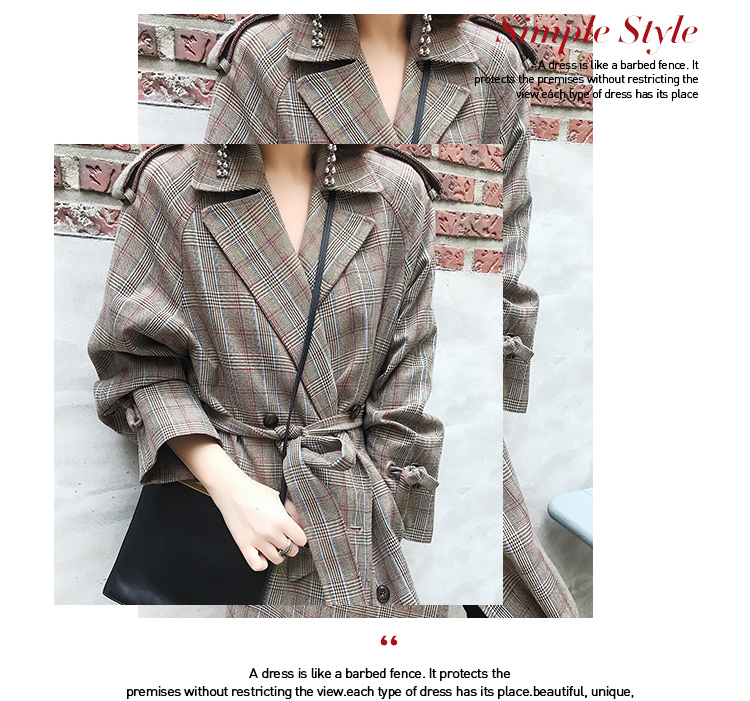 Simple Style
A dress is like a barbed fence. It
protects the premises without restricting the
view.each type of dress has its place
“
A dress is like a barbed fence. It protects the
premises without restricting the view.each type of dress has its place.beautiful, unique,